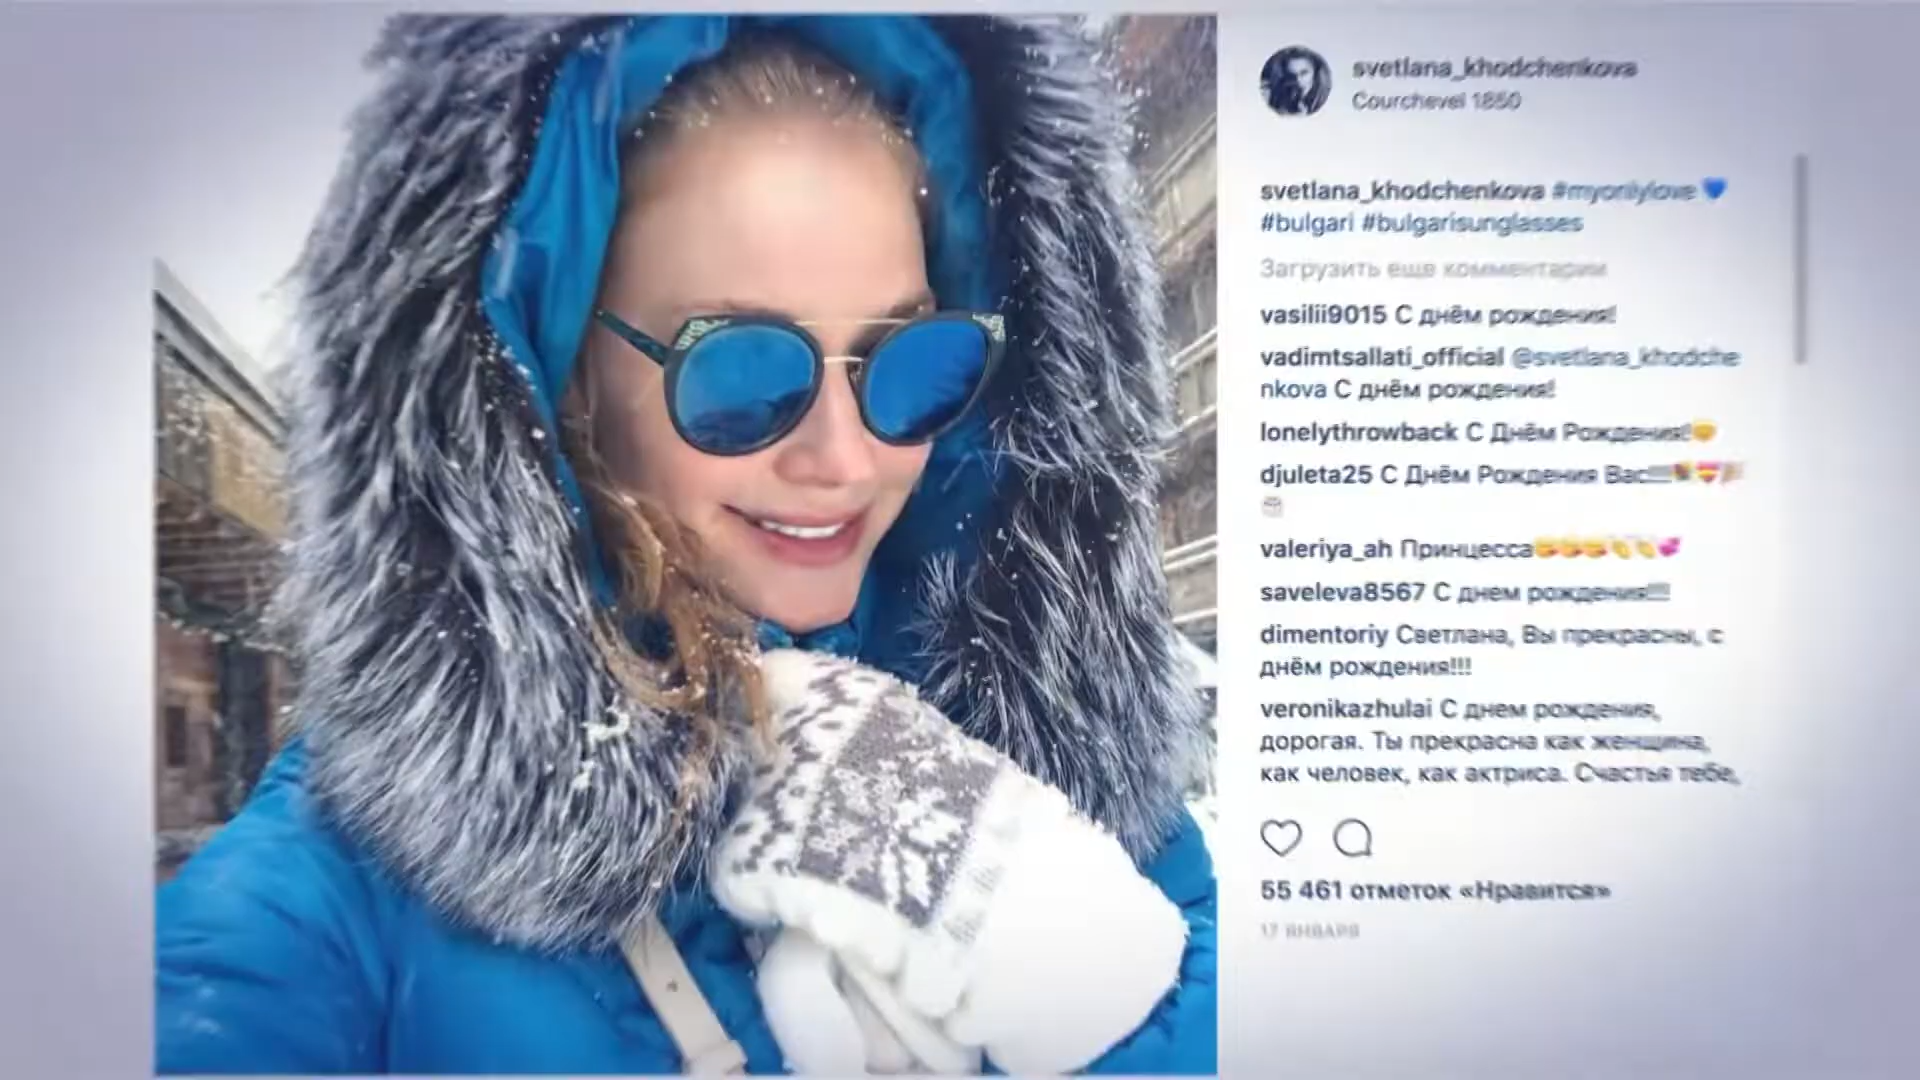 svetlana_khodchenkova
Courchevel 1850
svetlana_khodchenkova #myonlylove💙
#bulgari #bulgarisunglasses
Загрузить еще комментарии
vasilii9015 С днём рождения!
vadimtsallati_official @svetlana_khodche
nkova С днём рождения!
lonelythrowback С Днём Рождения!
djuleta25 С Днём Рождения Вас!!!!
valeriya_ah Принцесса
saveleva8567 С днем рождения!!!!
dimentoriy Светлана, Вы прекрасны, с
днём рождения!!!
veronikazhulai С днем рождения,
дорогая. Ты прекрасна как женщина,
как человек, как актриса. Счастья тебе,
55 461 отметок «Нравится»
17 ЯНВАРЯ